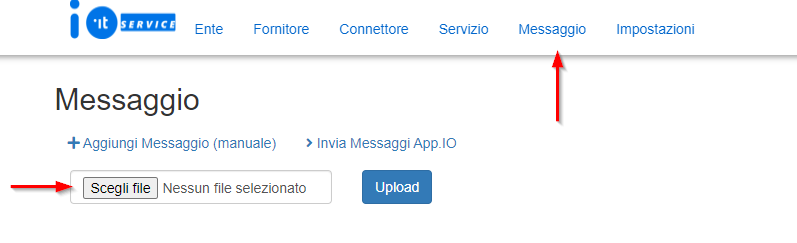 i ·it SERVICE Ente Fornitore Connettore Servizio Messaggio Impostazioni
Messaggio
+ Aggiungi Messaggio (manuale) > Invia Messaggi App.IO
Scegli file Nessun file selezionato Upload